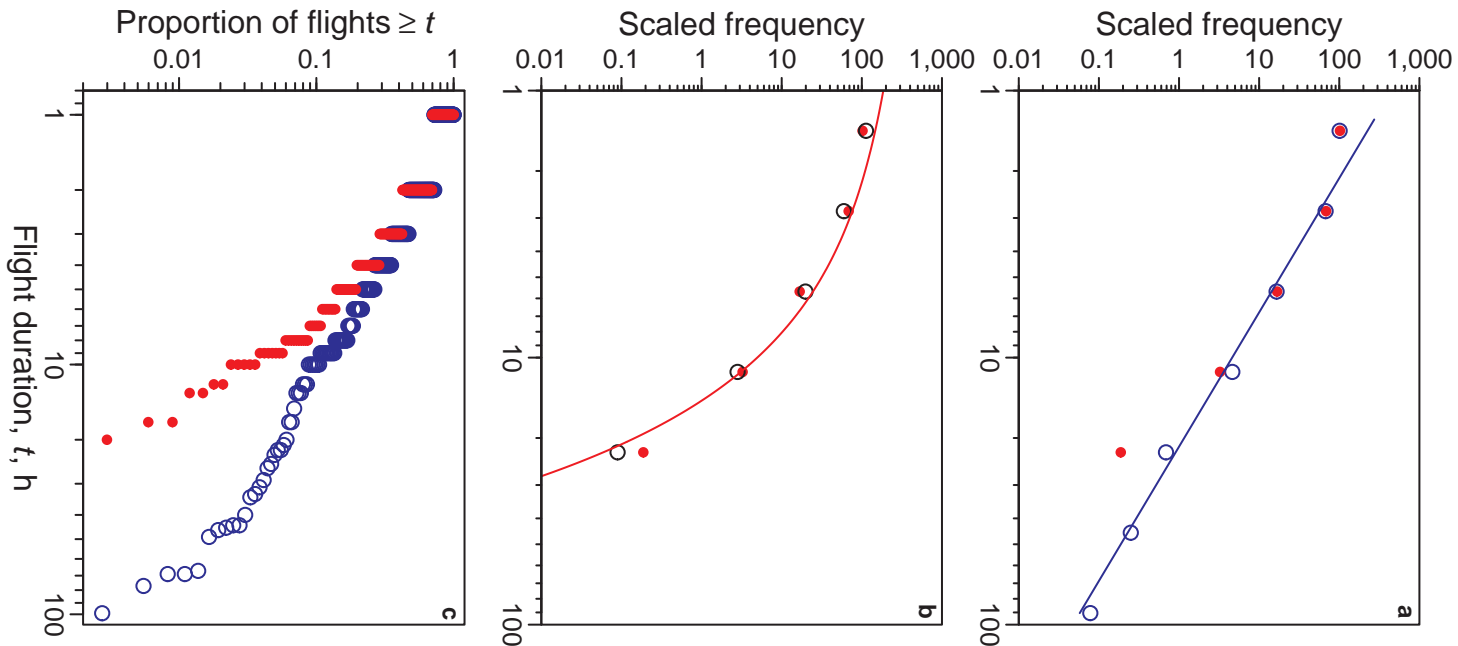 Proportion of flights ≥ t
0.01 0.1 1
1
10
100
Flight duration, t, h
c
Scaled frequency
0.01 0.1 1 10 100 1,000
1
10
100
b
Scaled frequency
0.01 0.1 1 10 100 1,000
1
10
100
a